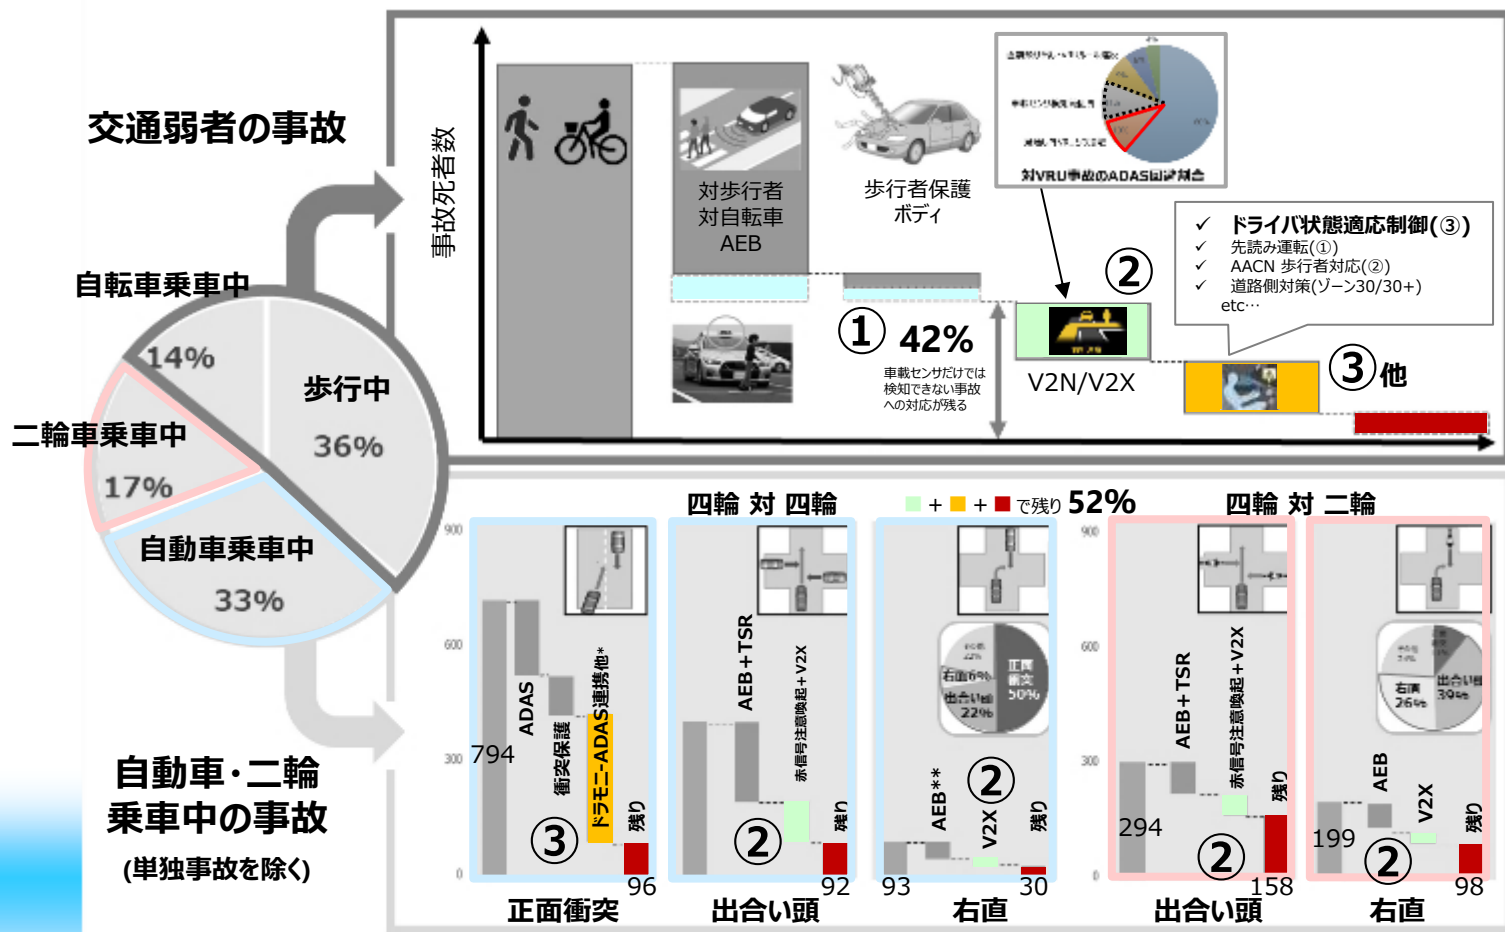 交通弱者の事故
自転車乗車中
14%
歩行中
36%
二輪車乗車中
17%
自動車乗車中
33%
自動車・二輪
乗車中の事故
(単独事故を除く)
事故死者数
対歩行者
対自転車
AEB
歩行者保護
ボディ
対VRU事故のADAS回避割合
① 42%
車載センサだけでは
検知できない事故
への対応が残る
②
V2N/V2X
✓ ドライバ状態適応制御(③)
✓ 先読み運転(①)
✓ AACN 歩行者対応(②)
✓ 道路側対策(ゾーン30/30+)
etc…
③他
四輪 対 四輪
+ + で残り 52%
四輪 対 二輪
900
600
300
0
794
ADAS
衝突保護
ドラモニ-ADAS連携他*
残り
③
96
正面衝突
AEB+TSR
赤信号注意喚起+V2X
残り
②
92
出合い頭
その他
22%
右直6%
出合い頭
22%
正面
衝突
50%
AEB**
V2X
残り
②
93
30
右直
900
600
300
0
294
AEB+TSR
赤信号注意喚起+V2X
残り
②
158
出合い頭
右直
26%
出合い頭
39%
199
AEB
V2X
残り
②
98
右直